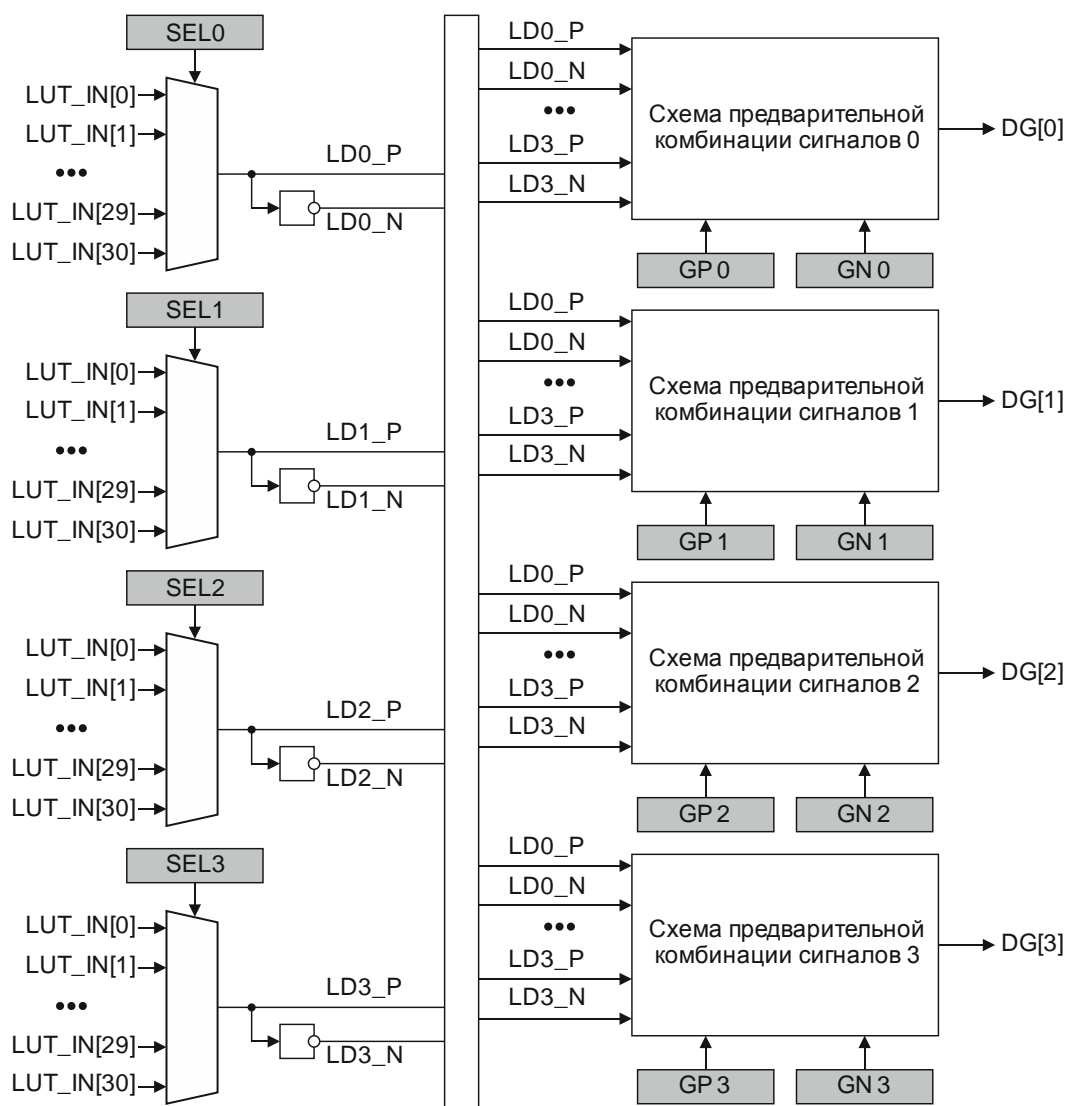 SEL0
LUT_IN[0]
LUT_IN[1]
•••
LUT_IN[29]
LUT_IN[30]
LD0_P
LD0_N
SEL1
LUT_IN[0]
LUT_IN[1]
•••
LUT_IN[29]
LUT_IN[30]
LD1_P
LD1_N
SEL2
LUT_IN[0]
LUT_IN[1]
•••
LUT_IN[29]
LUT_IN[30]
LD2_P
LD2_N
SEL3
LUT_IN[0]
LUT_IN[1]
•••
LUT_IN[29]
LUT_IN[30]
LD3_P
LD3_N
LD0_P
LD0_N
•••
LD3_P
LD3_N
Схема предварительной
комбинации сигналов 0
DG[0]
GP 0
GN 0
LD0_P
LD0_N
•••
LD3_P
LD3_N
Схема предварительной
комбинации сигналов 1
DG[1]
GP 1
GN 1
LD0_P
LD0_N
•••
LD3_P
LD3_N
Схема предварительной
комбинации сигналов 2
DG[2]
GP 2
GN 2
LD0_P
LD0_N
•••
LD3_P
LD3_N
Схема предварительной
комбинации сигналов 3
DG[3]
GP 3
GN 3